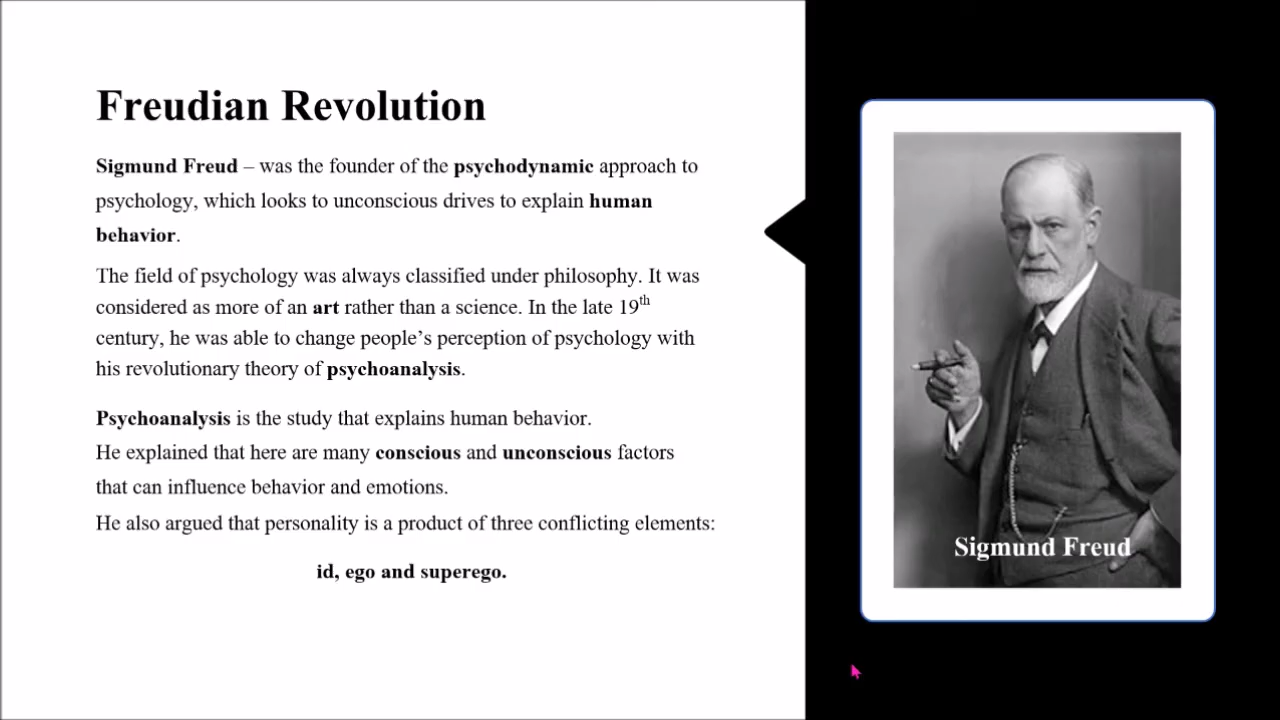 Freudian Revolution
Sigmund Freud – was the founder of the psychodynamic approach to
psychology, which looks to unconscious drives to explain human
behavior.
The field of psychology was always classified under philosophy. It was
considered as more of an art rather than a science. In the late 19th
century, he was able to change people’s perception of psychology with
his revolutionary theory of psychoanalysis.
Psychoanalysis is the study that explains human behavior.
He explained that here are many conscious and unconscious factors
that can influence behavior and emotions.
He also argued that personality is a product of three conflicting elements:
id, ego and superego.
Sigmund Freud